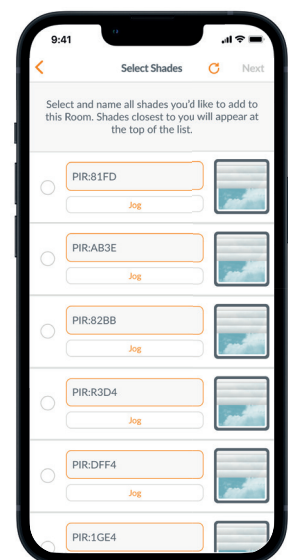 9:41
Select Shades
Next
Select and name all shades you'd like to add to
this Room. Shades closest to you will appear at
the top of the list.
PIR:81FD
Jog
PIR:AB3E
Jog
PIR:82BB
Jog
PIR:R3D4
Jog
PIR:DFF4
Jog
PIR:1GE4